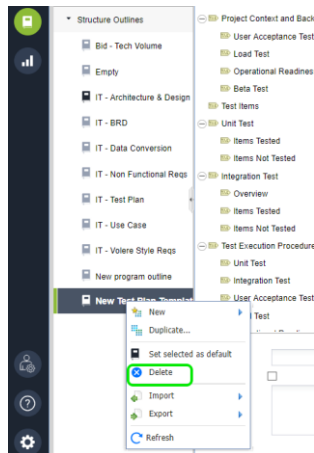 Structure Outlines
Bid - Tech Volume
Empty
IT - Architecture & Design
IT - BRD
IT - Data Conversion
IT - Non Functional Reqs
IT - Test Plan
IT - Use Case
IT - Volere Style Reqs
New program outline
New Test Plan Templat
Project Context and Back
User Acceptance Test
Load Test
Operational Readines
Beta Test
Test Items
Unit Test
Items Tested
Items Not Tested
Integration Test
Overview
Items Tested
Items Not Tested
Test Execution Procedure
Unit Test
Integration Test
User Acceptance Test
Test
New
Duplicate...
Set selected as default
Delete
Import
Export
Refresh